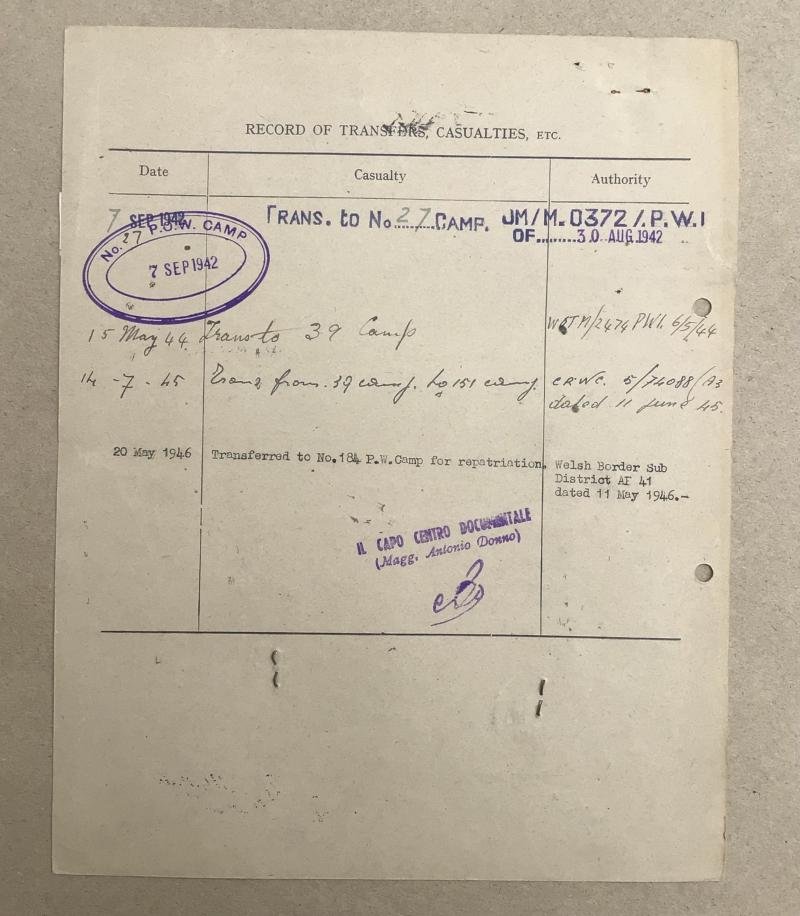 RECORD OF TRANSFERS, CASUALTIES, ETC.
Date Casualty Authority
7 SEP 1942 TRANS. to No. 27 CAMP. JM/M.0372/.P.W.1
OF.........30 AUG 1942
No. 27 P.O.W. CAMP
7 SEP 1942
15 May 44 Trans to 39 Camp M/2474 PW1. 6/5/44
14 -7 - 45 Trans from. 39 camp. to 151 camp. 5/74088/A3
dated 11 June 45.
20 May 1946 Transferred to No.184 P.W.Camp for repatriation. Welsh Border Sub
District AF 41
dated 11 May 1946.-
IL CAPO CENTRO DOCUMENTALE
(Magg. Antonio Donno)